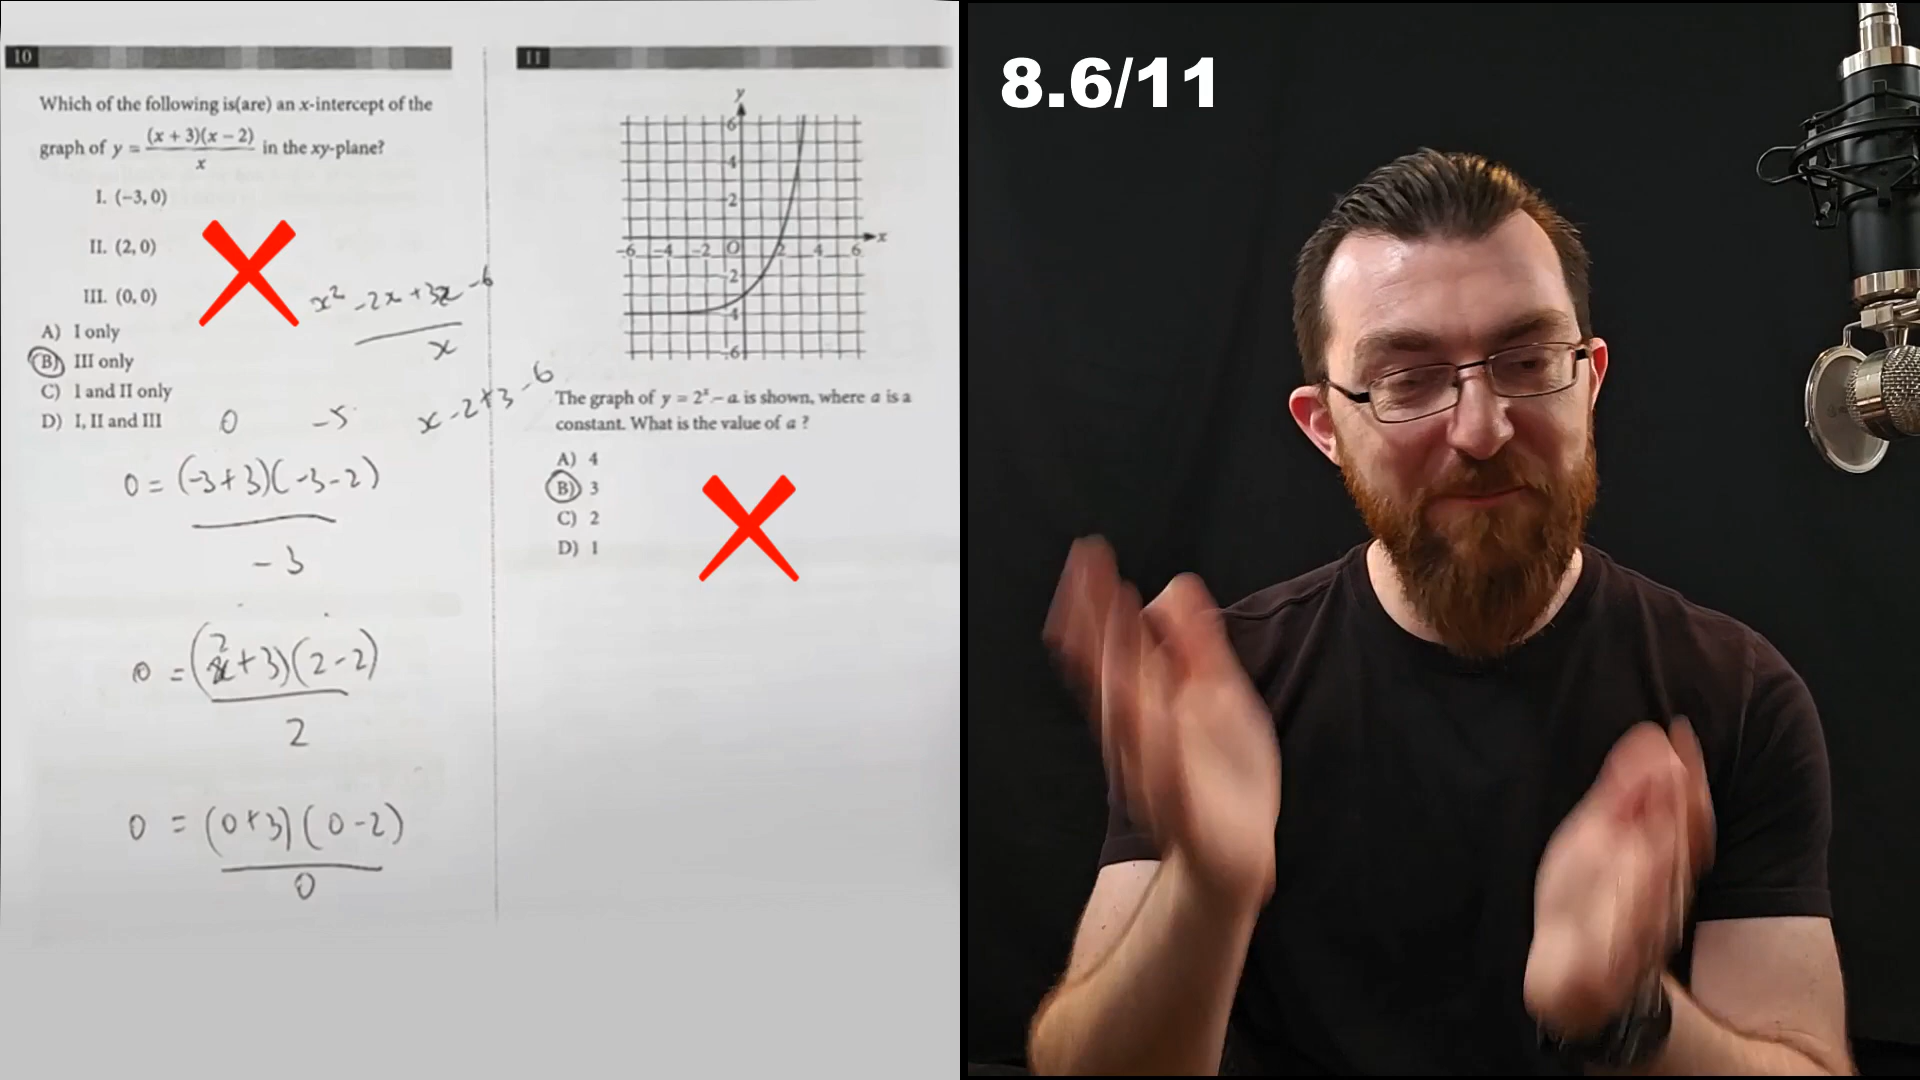 10
Which of the following is(are) an x-intercept of the
graph of y = (x + 3)(x − 2)
x
in the xy-plane?
I. (−3, 0)
II. (2, 0)
III. (0, 0)
A) I only
B) III only
C) I and II only
D) I, II and III
x² -2x +3x -6
x
x -2 +3 -6
0 -5
0 = (-3+3)(-3-2)
-3
0 = (2+3)(2-2)
2
0 = (0+3)(0-2)
0
11
y
6
4
2
-6 -4 -2 O 2 4 6 x
-2
-4
-6
The graph of y = 2ˣ − a is shown, where a is a
constant. What is the value of a ?
A) 4
B) 3
C) 2
D) 1
8.6/11